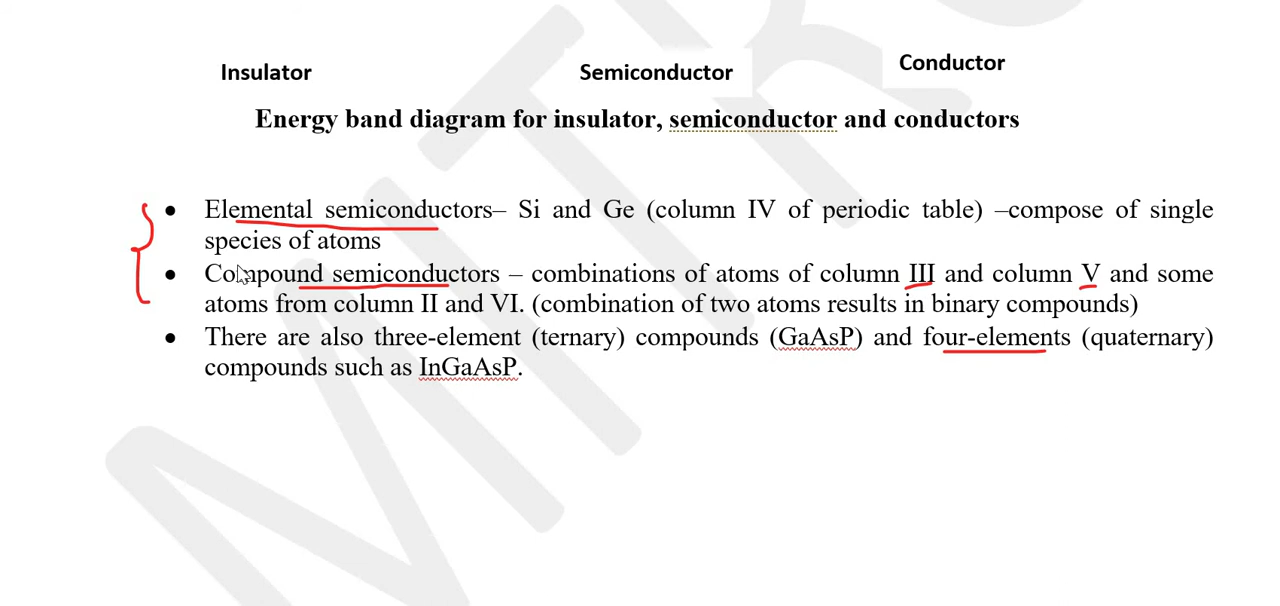 Insulator Semiconductor Conductor
Energy band diagram for insulator, semiconductor and conductors
● Elemental semiconductors– Si and Ge (column IV of periodic table) –compose of single
species of atoms
● Compound semiconductors – combinations of atoms of column III and column V and some
atoms from column II and VI. (combination of two atoms results in binary compounds)
● There are also three-element (ternary) compounds (GaAsP) and four-elements (quaternary)
compounds such as InGaAsP.